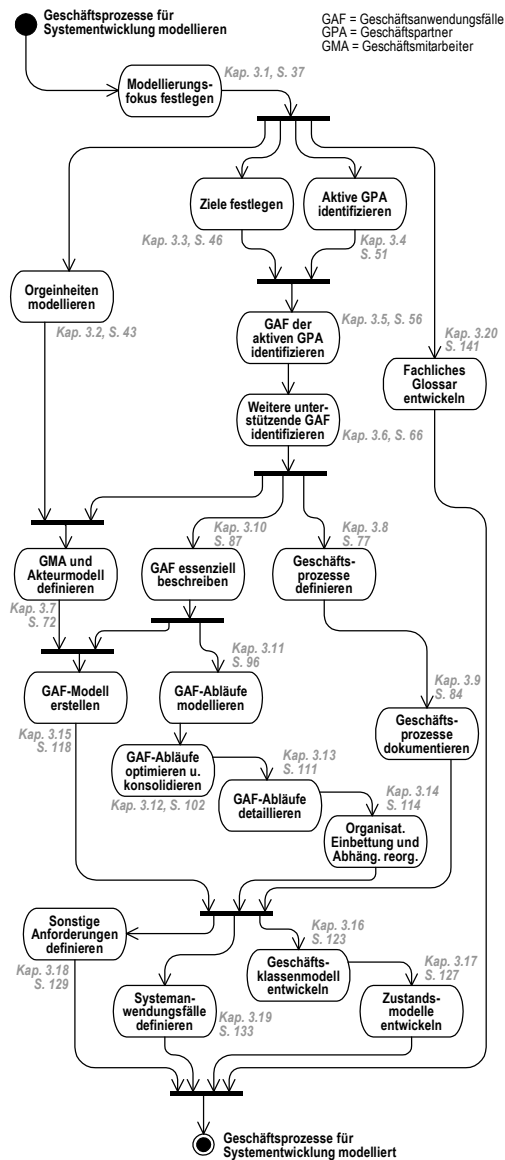 Geschäftsprozesse für
Systementwicklung modellieren
GAF = Geschäftsanwendungsfälle
GPA = Geschäftspartner
GMA = Geschäftsmitarbeiter
Modellierungs-
fokus festlegen
Kap. 3.1, S. 37
Ziele festlegen
Kap. 3.3, S. 46
Aktive GPA
identifizieren
Kap. 3.4
S. 51
Orgeinheiten
modellieren
Kap. 3.2, S. 43
GAF der
aktiven GPA
identifizieren
Kap. 3.5, S. 56
Kap. 3.20
S. 141
Fachliches
Glossar
entwickeln
Weitere unter-
stützende GAF
identifizieren
Kap. 3.6, S. 66
GMA und
Akteurmodell
definieren
Kap. 3.7
S. 72
Kap. 3.10
S. 87
GAF essenziell
beschreiben
Kap. 3.8
S. 77
Geschäfts-
prozesse
definieren
GAF-Modell
erstellen
Kap. 3.15
S. 118
Kap. 3.11
S. 96
GAF-Abläufe
modellieren
Kap. 3.9
S. 84
Geschäfts-
prozesse
dokumentieren
GAF-Abläufe
optimieren u.
konsolidieren
Kap. 3.12, S. 102
Kap. 3.13
S. 111
GAF-Abläufe
detaillieren
Kap. 3.14
S. 114
Organisat.
Einbettung und
Abhäng. reorg.
Sonstige
Anforderungen
definieren
Kap. 3.18
S. 129
Kap. 3.16
S. 123
Geschäfts-
klassenmodell
entwickeln
Kap. 3.17
S. 127
Zustands-
modelle
entwickeln
Systeman-
wendungsfälle
definieren
Kap. 3.19
S. 133
Geschäftsprozesse für
Systementwicklung modelliert